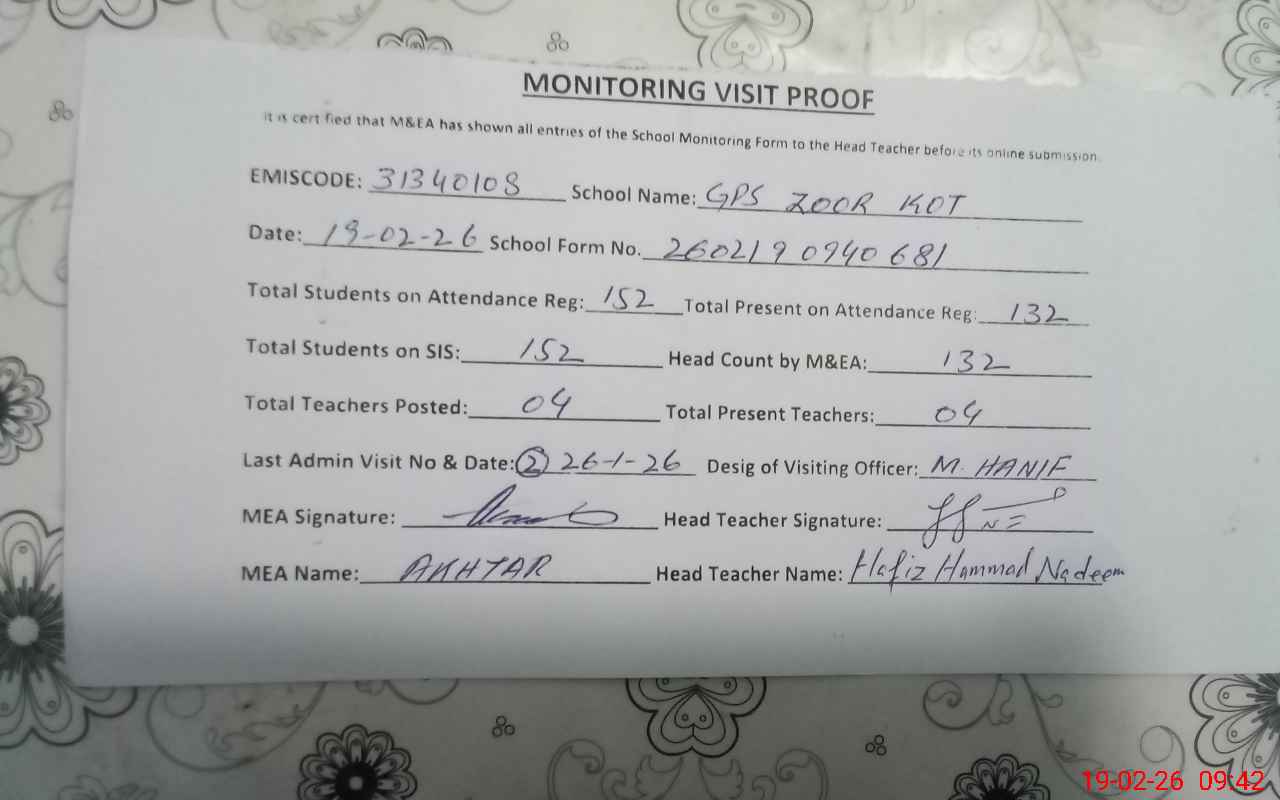 MONITORING VISIT PROOF
It is certified that M&EA has shown all entries of the School Monitoring Form to the Head Teacher before its online submission.
EMISCODE: 31340108 School Name: GPS ZOOR KOT
Date: 19-02-26 School Form No. 260219 0940 681
Total Students on Attendance Reg: 152 Total Present on Attendance Reg: 132
Total Students on SIS: 152 Head Count by M&EA: 132
Total Teachers Posted: 04 Total Present Teachers: 04
Last Admin Visit No & Date: 2 26-1-26 Desig of Visiting Officer: M. HANIF
MEA Signature: Head Teacher Signature:
MEA Name: AKHTAR Head Teacher Name: Hafiz Hammad Nadeem
19-02-26 09:42